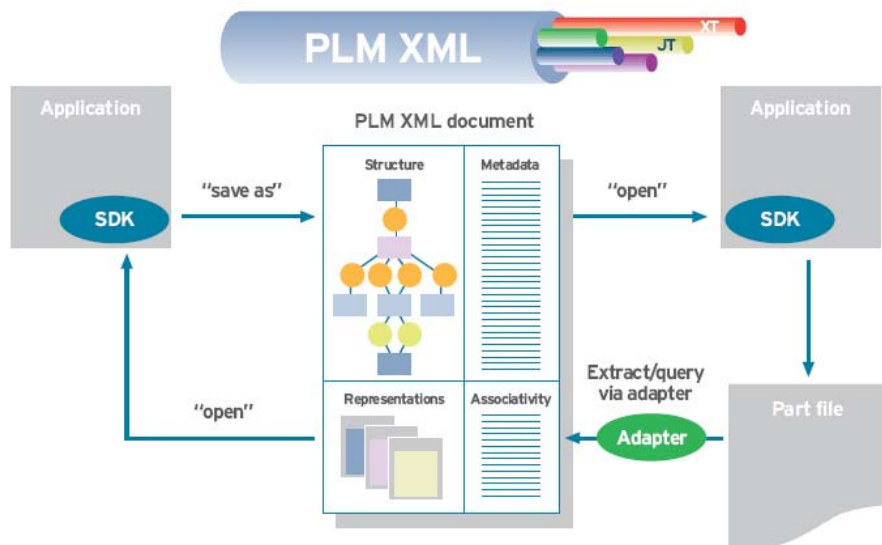 PLM XML
XT
JT
Application
Application
PLM XML document
Structure
Metadata
"save as"
"open"
SDK
SDK
Extract/query
via adapter
Representations
Associativity
"open"
Adapter
Part file